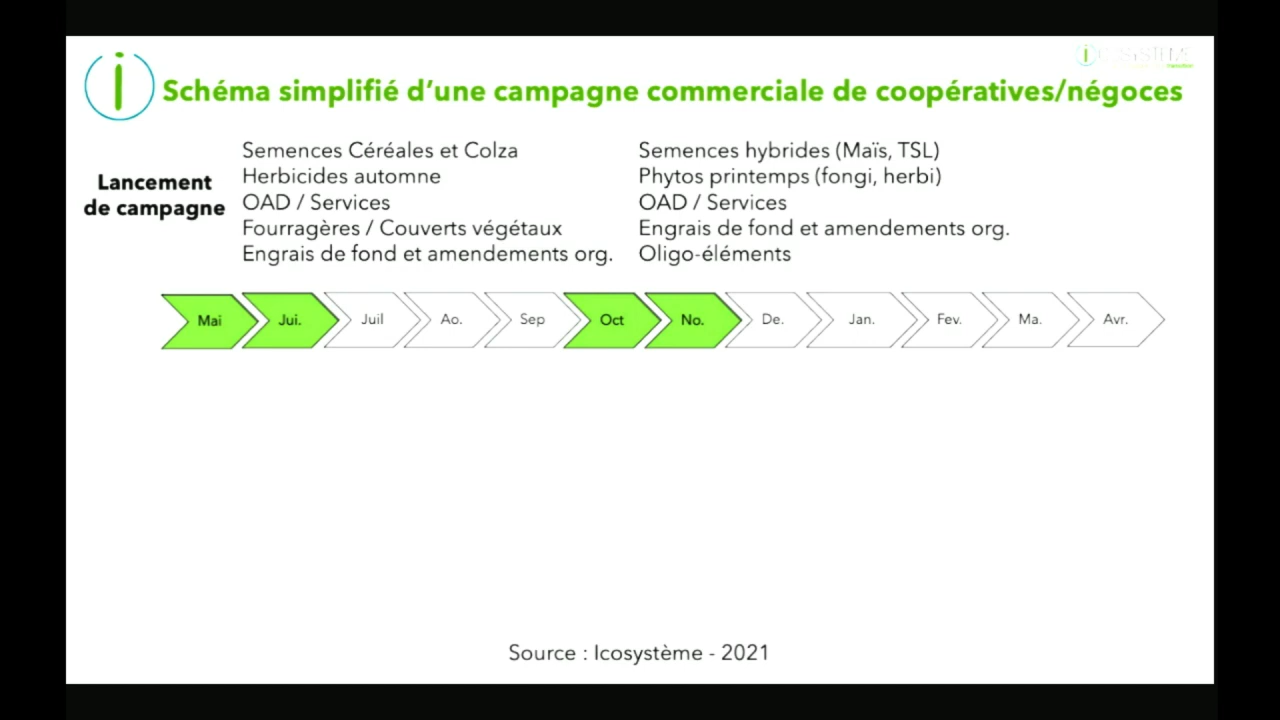 Schéma simplifié d'une campagne commerciale de coopératives/négoces
Lancement
de campagne
Semences Céréales et Colza
Herbicides automne
OAD / Services
Fourragères / Couverts végétaux
Engrais de fond et amendements org.
Semences hybrides (Maïs, TSL)
Phytos printemps (fongi, herbi)
OAD / Services
Engrais de fond et amendements org.
Oligo-éléments
Mai Jui. Juil Ao. Sep Oct No. De. Jan. Fev. Ma. Avr.
Source : Icosystème - 2021